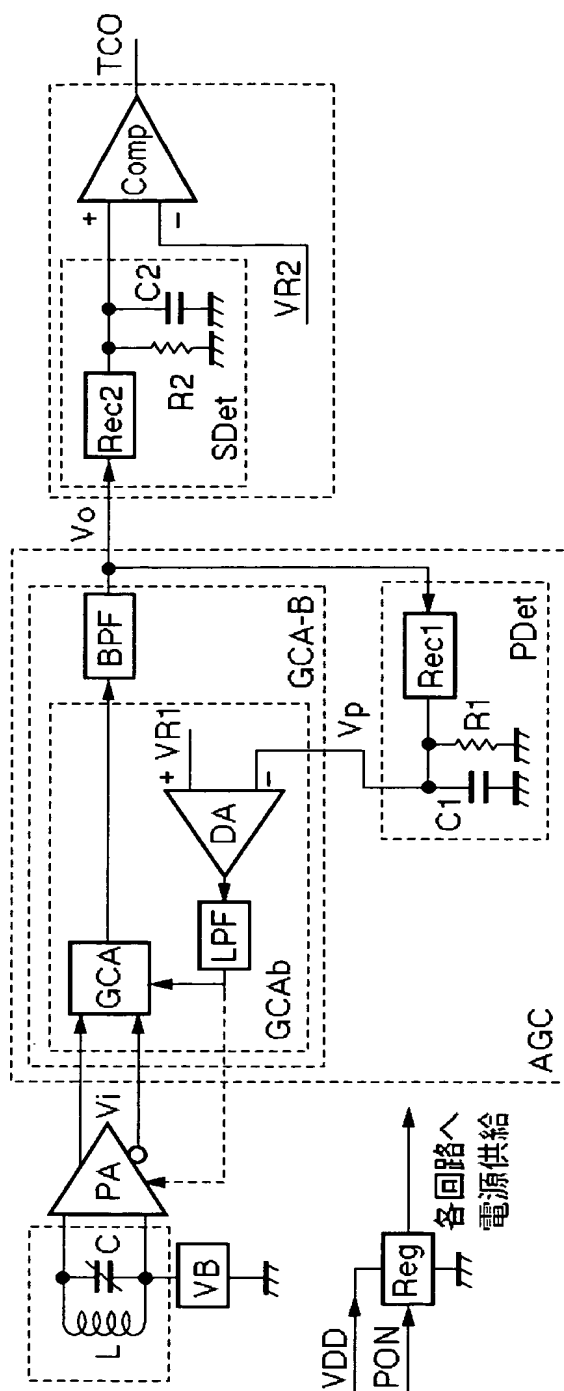 L
C
VB
PA
Vi
GCA
LPF
DA
+
VR1
−
GCAb
BPF
GCA-B
Vp
C1
R1
Rec1
PDet
AGC
Vo
Rec2
R2
C2
SDet
VR2
+
−
Comp
TCO
VDD
PON
Reg
各回路へ
電源供給